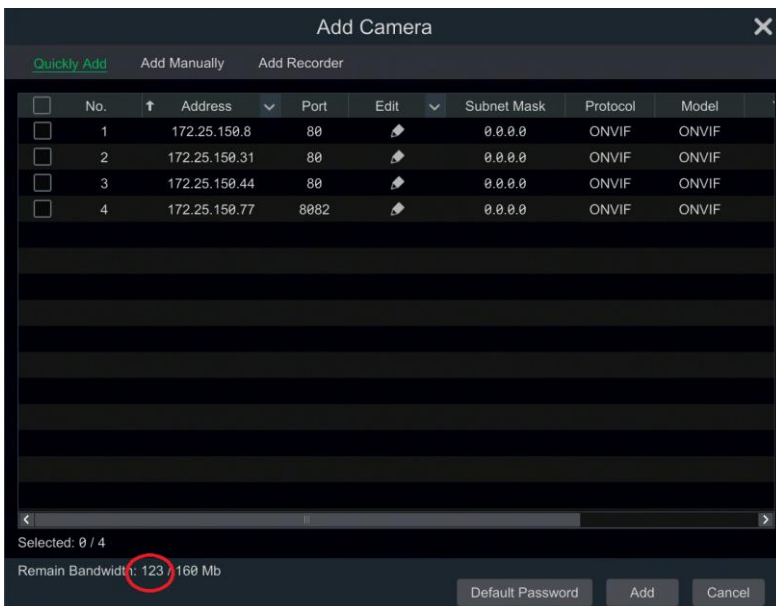 Add Camera
Quickly Add Add Manually Add Recorder
No. Address Port Edit Subnet Mask Protocol Model
1 172.25.150.8 80 0.0.0.0 ONVIF ONVIF
2 172.25.150.31 80 0.0.0.0 ONVIF ONVIF
3 172.25.150.44 80 0.0.0.0 ONVIF ONVIF
4 172.25.150.77 8082 0.0.0.0 ONVIF ONVIF
Selected: 0 / 4
Remain Bandwidth: 123 / 160 Mb
Default Password Add Cancel